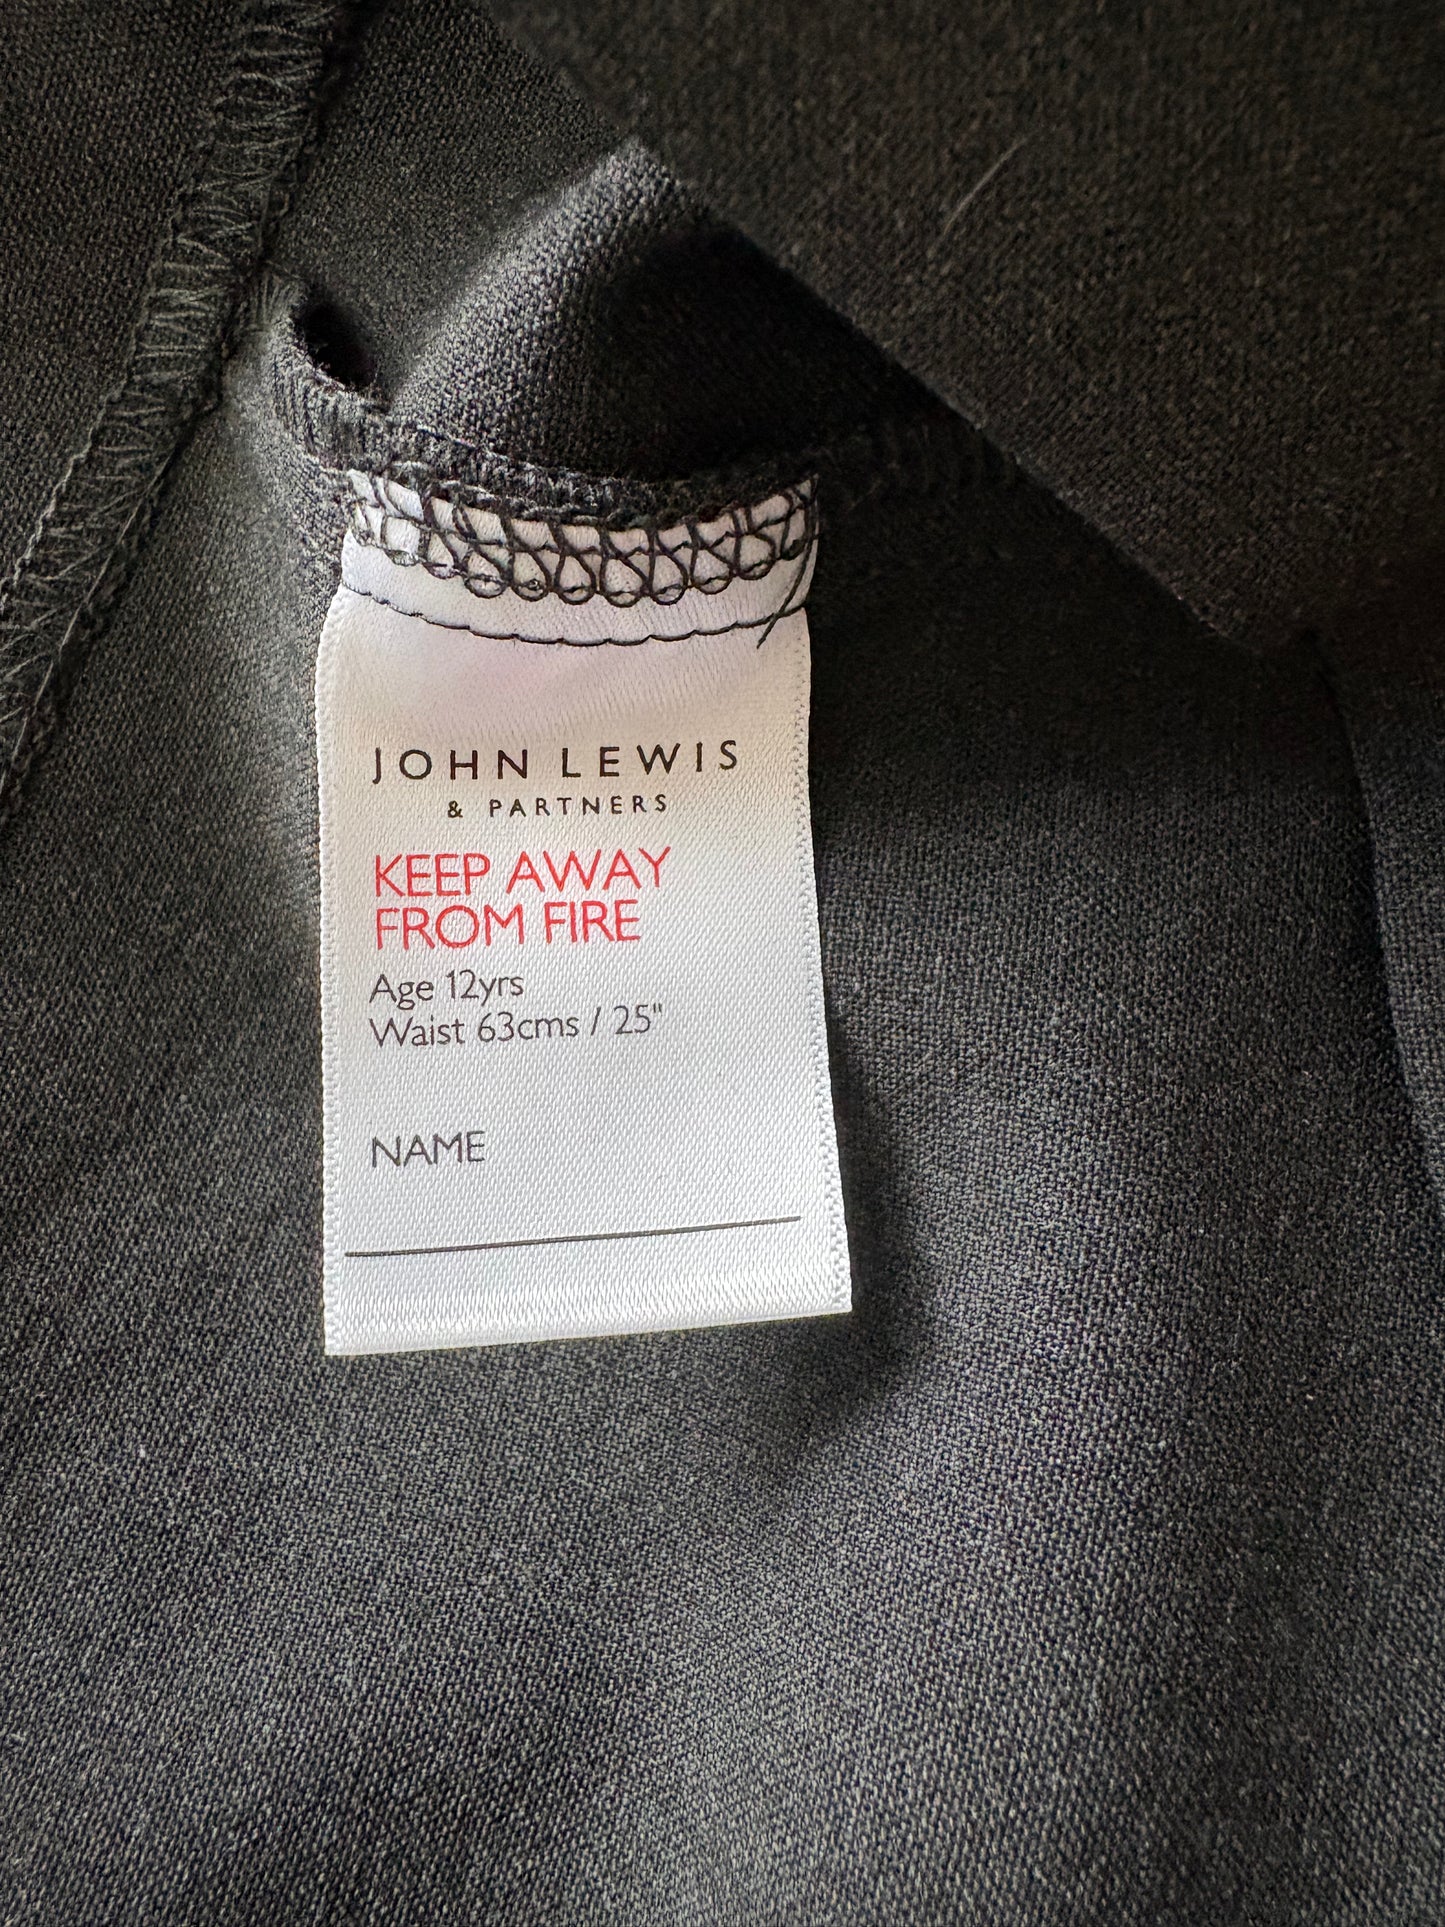 JOHN LEWIS
& PARTNERS
KEEP AWAY
FROM FIRE
Age 12yrs
Waist 63cms / 25"
NAME